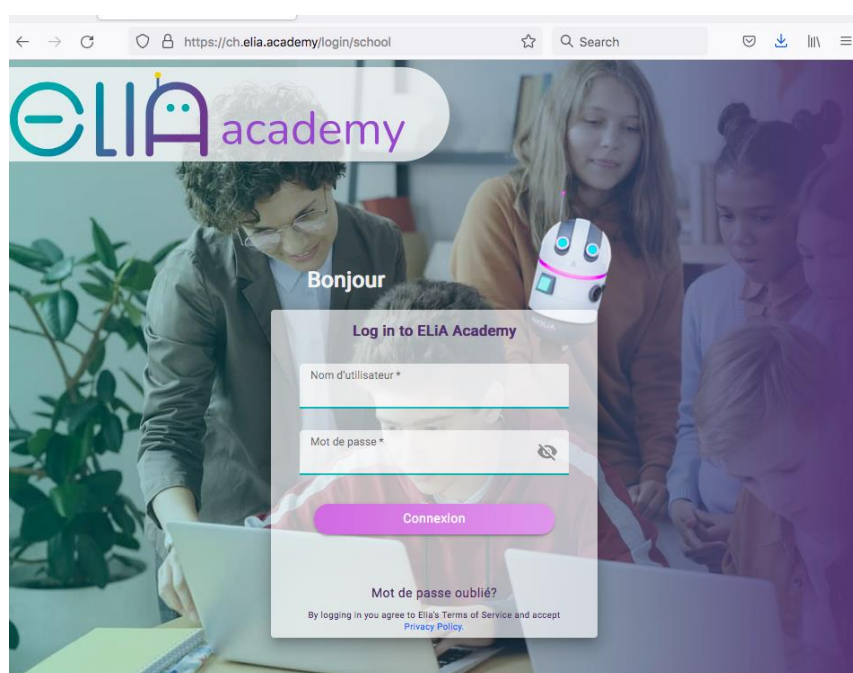 https://ch.elia.academy/login/school
Search
ELIA academy
Bonjour
Log in to ELiA Academy
Nom d'utilisateur *
Mot de passe *
Connexion
Mot de passe oublié?
By logging in you agree to Elia's Terms of Service and accept
Privacy Policy.